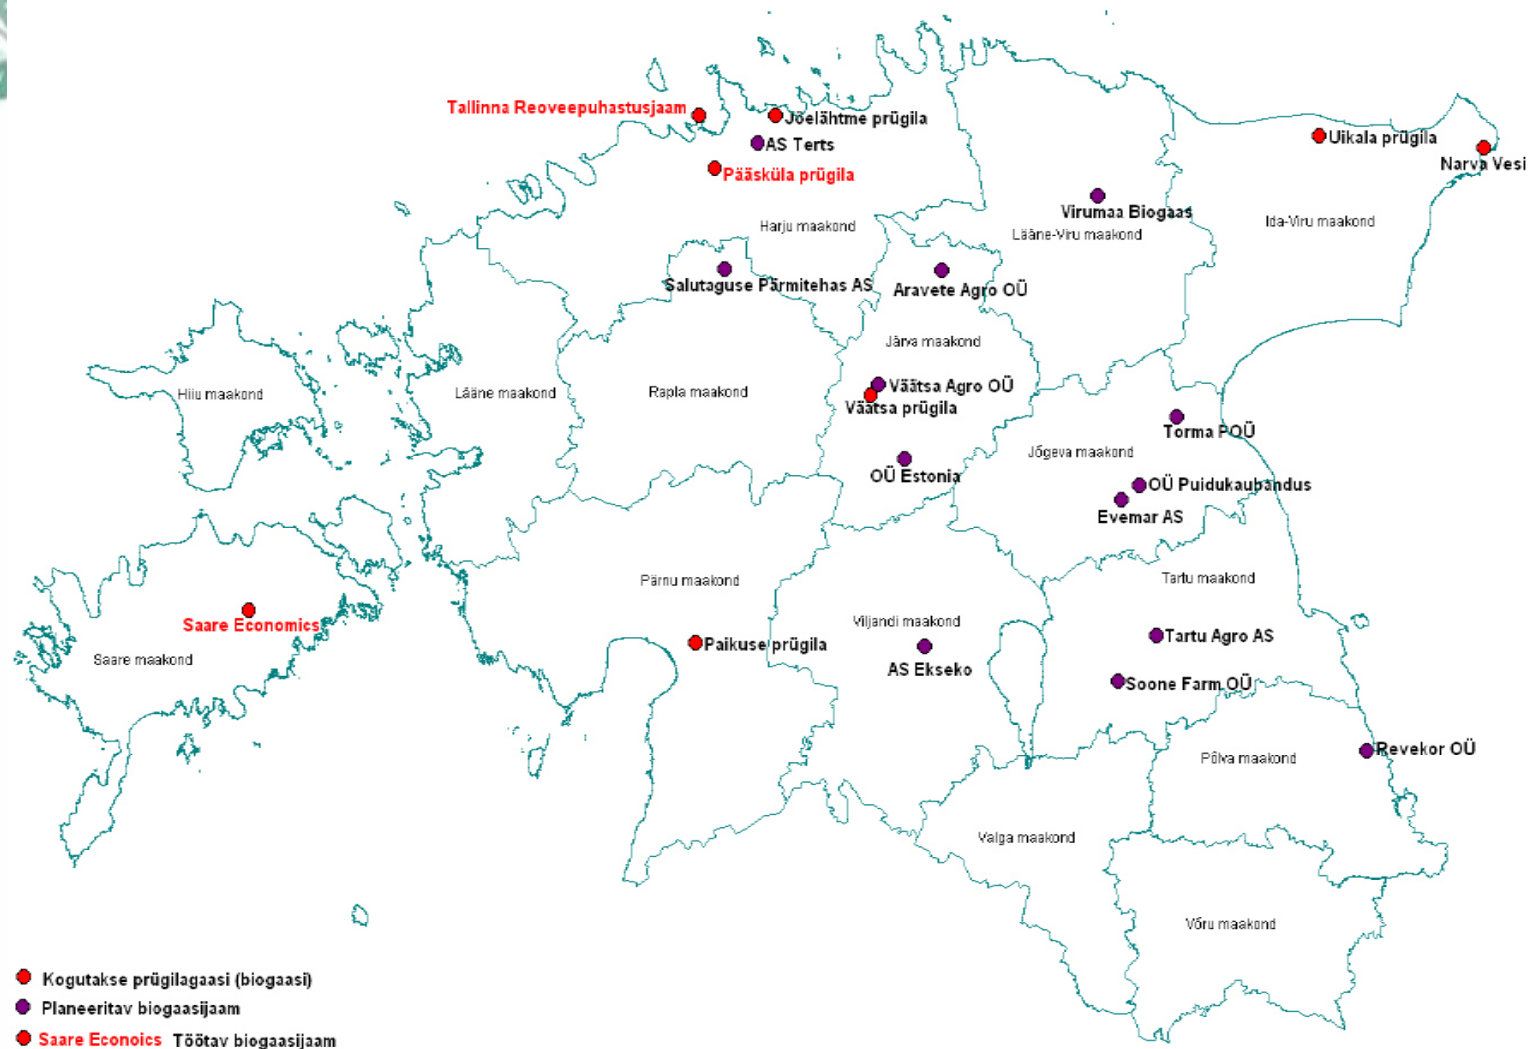 Tallinna Reoveepuhastusjaam
Jõelähtme prügila
AS Terts
Pääsküla prügila
Uikala prügila
Narva Vesi
Virumaa Biogaas
Harju maakond
Lääne-Viru maakond
Ida-Viru maakond
Salutaguse Pärmitehas AS
Aravete Agro OÜ
Järva maakond
Hiiu maakond
Lääne maakond
Rapla maakond
Väätsa Agro OÜ
Väätsa prügila
Torma POÜ
Jõgeva maakond
OÜ Estonia
OÜ Puidukaubandus
Evemar AS
Pärnu maakond
Tartu maakond
Saare Economics
Viljandi maakond
Tartu Agro AS
Saare maakond
Paikuse prügila
AS Ekseko
Soone Farm OÜ
Revekor OÜ
Põlva maakond
Valga maakond
Võru maakond
Kogutakse prügilagaasi (biogaasi)
Planeeritav biogaasijaam
Saare Econoics Töötav biogaasijaam